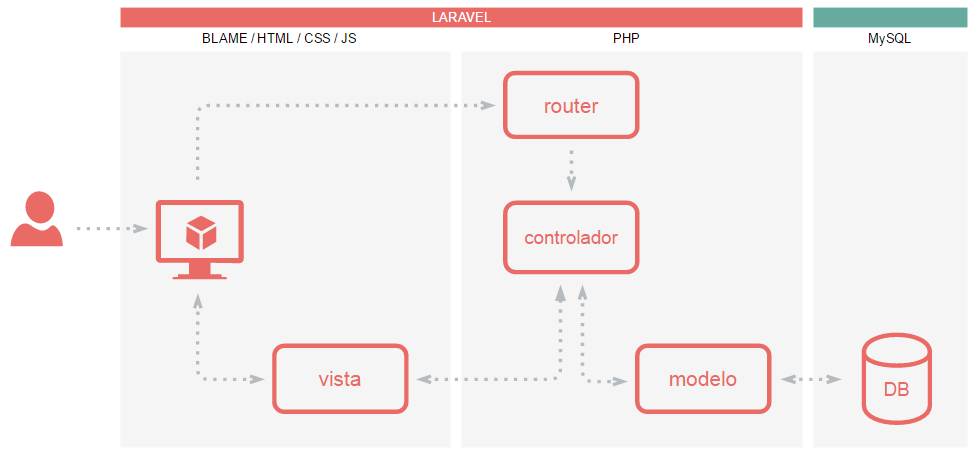 LARAVEL
BLAME / HTML / CSS / JS
PHP
MySQL
router
controlador
vista
modelo
DB